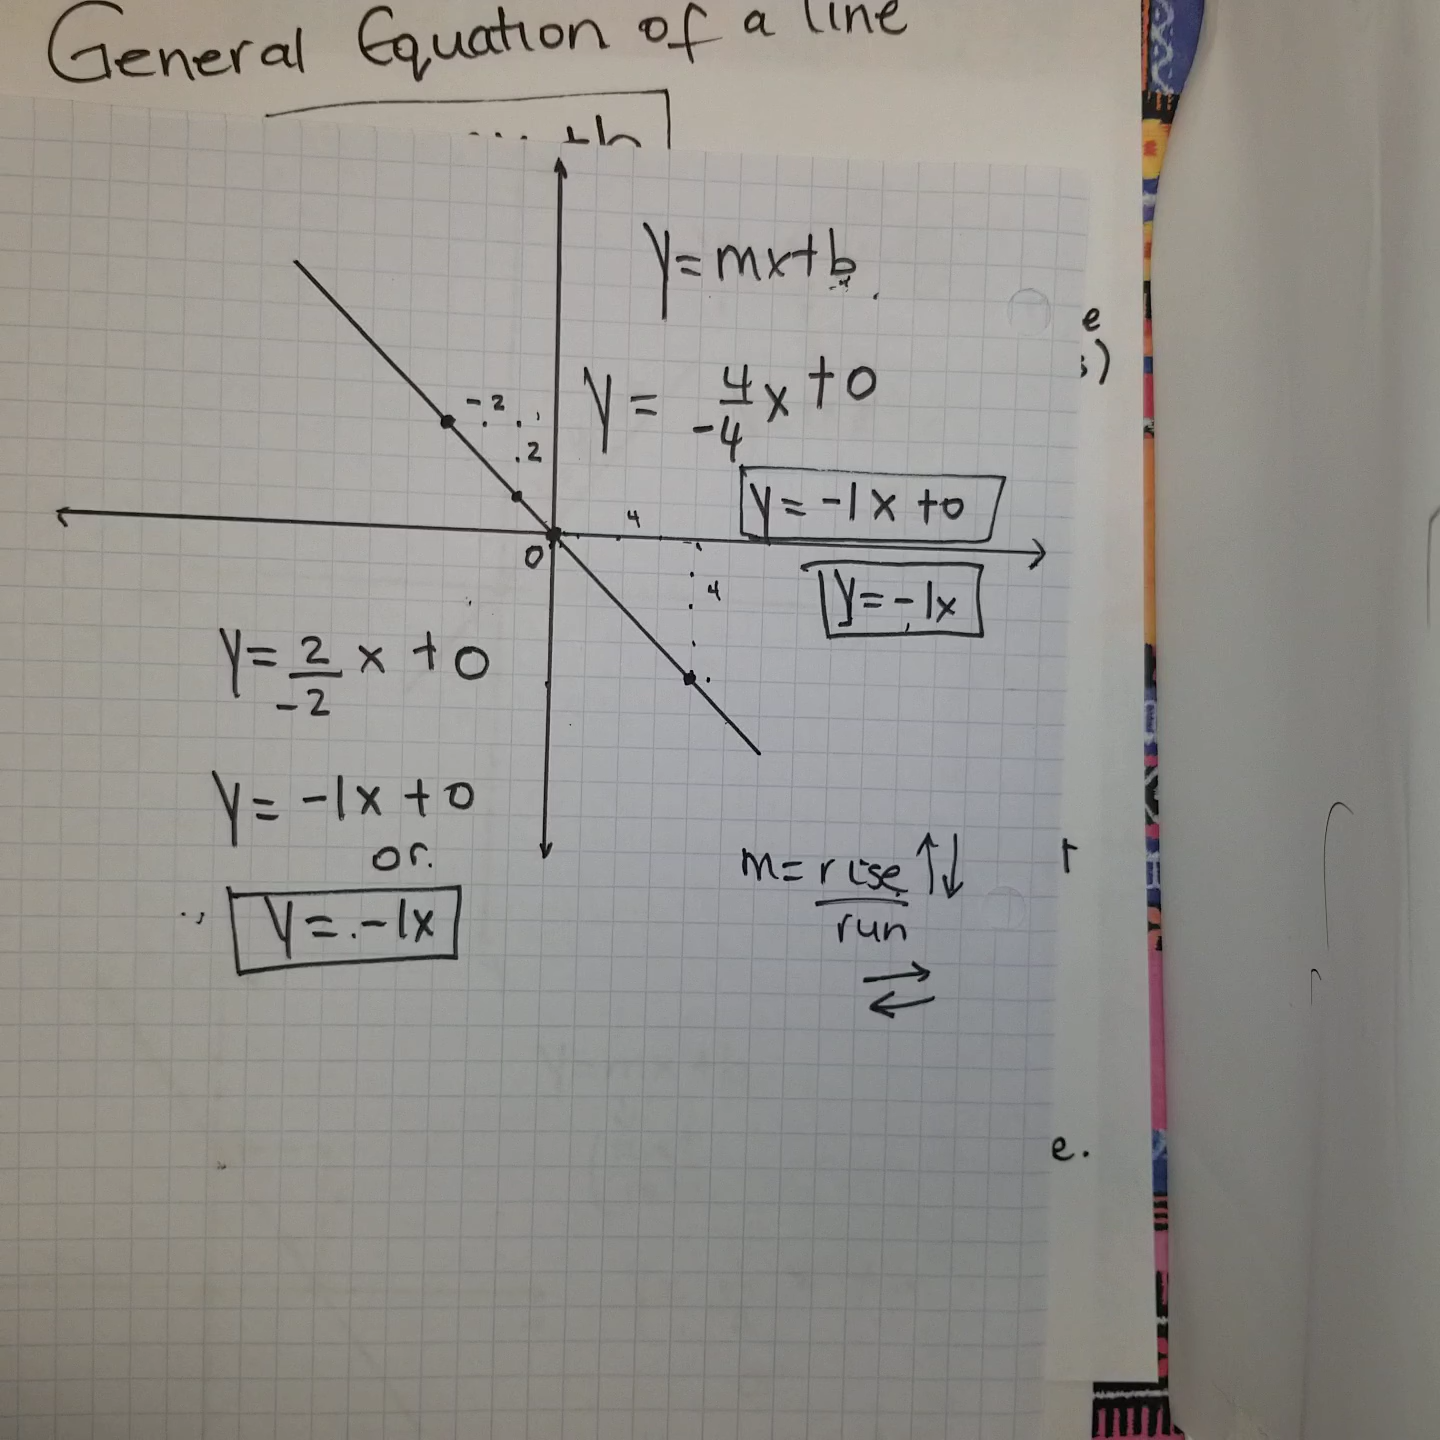 General Equation of a line
+b
y=mx+b
y = 4/-4 x +0
y = -1x +0
y = -1x
-2
2
4
0
4
y = 2/-2 x + 0
y = -1x + 0
or.
y = -1x
m = rise ↑↓
run
→
←
e
s)
r
e.